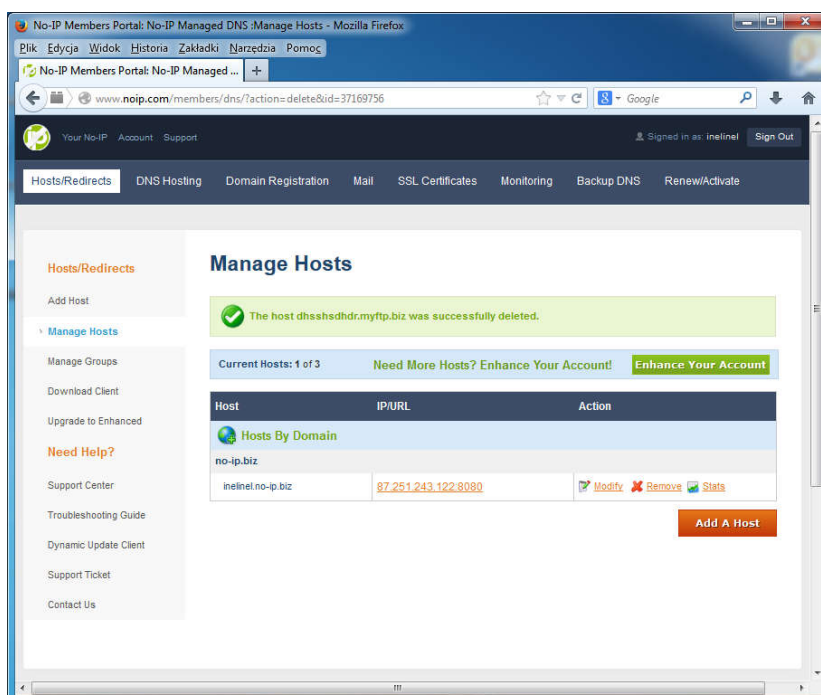 No-IP Members Portal: No-IP Managed DNS :Manage Hosts - Mozilla Firefox
Plik Edycja Widok Historia Zakładki Narzędzia Pomoc
No-IP Members Portal: No-IP Managed ... +
www.noip.com/members/dns/?action=delete&id=37169756
Google
Your No-IP Account Support
Signed in as: inelinel Sign Out
Hosts/Redirects DNS Hosting Domain Registration Mail SSL Certificates Monitoring Backup DNS Renew/Activate
Hosts/Redirects
Add Host
Manage Hosts
Manage Groups
Download Client
Upgrade to Enhanced
Need Help?
Support Center
Troubleshooting Guide
Dynamic Update Client
Support Ticket
Contact Us
Manage Hosts
The host dhsshsdhdr.myftp.biz was successfully deleted.
Current Hosts: 1 of 3 Need More Hosts? Enhance Your Account! Enhance Your Account
Host IP/URL Action
Hosts By Domain
no-ip.biz
inelinel.no-ip.biz 87.251.243.122:8080 Modify Remove Stats
Add A Host